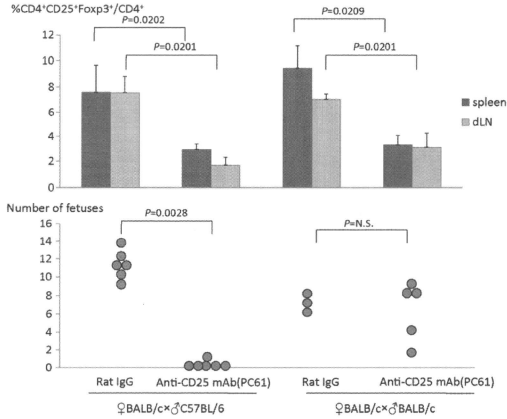 %CD4⁺CD25⁺Foxp3⁺/CD4⁺
P=0.0202
P=0.0201
P=0.0209
P=0.0201
12
10
8
6
4
2
0
spleen
dLN
Number of fetuses
P=0.0028
P=N.S.
16
14
12
10
8
6
4
2
0
Rat IgG Anti-CD25 mAb(PC61) Rat IgG Anti-CD25 mAb(PC61)
♀BALB/c×♂C57BL/6 ♀BALB/c×♂BALB/c